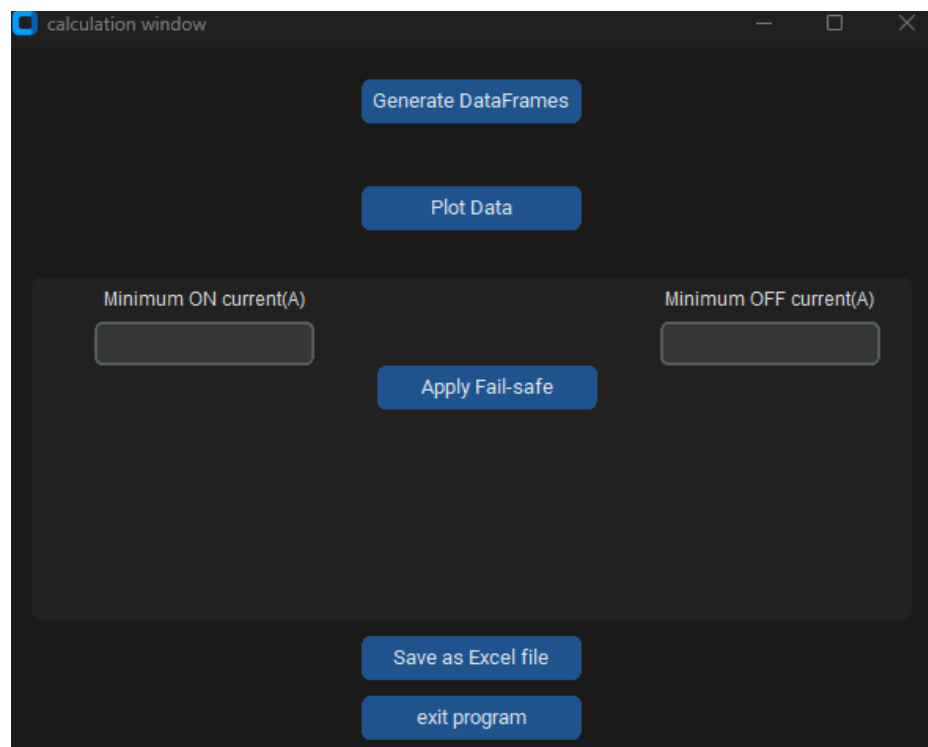 calculation window
Generate DataFrames
Plot Data
Minimum ON current(A)
Minimum OFF current(A)
Apply Fail-safe
Save as Excel file
exit program